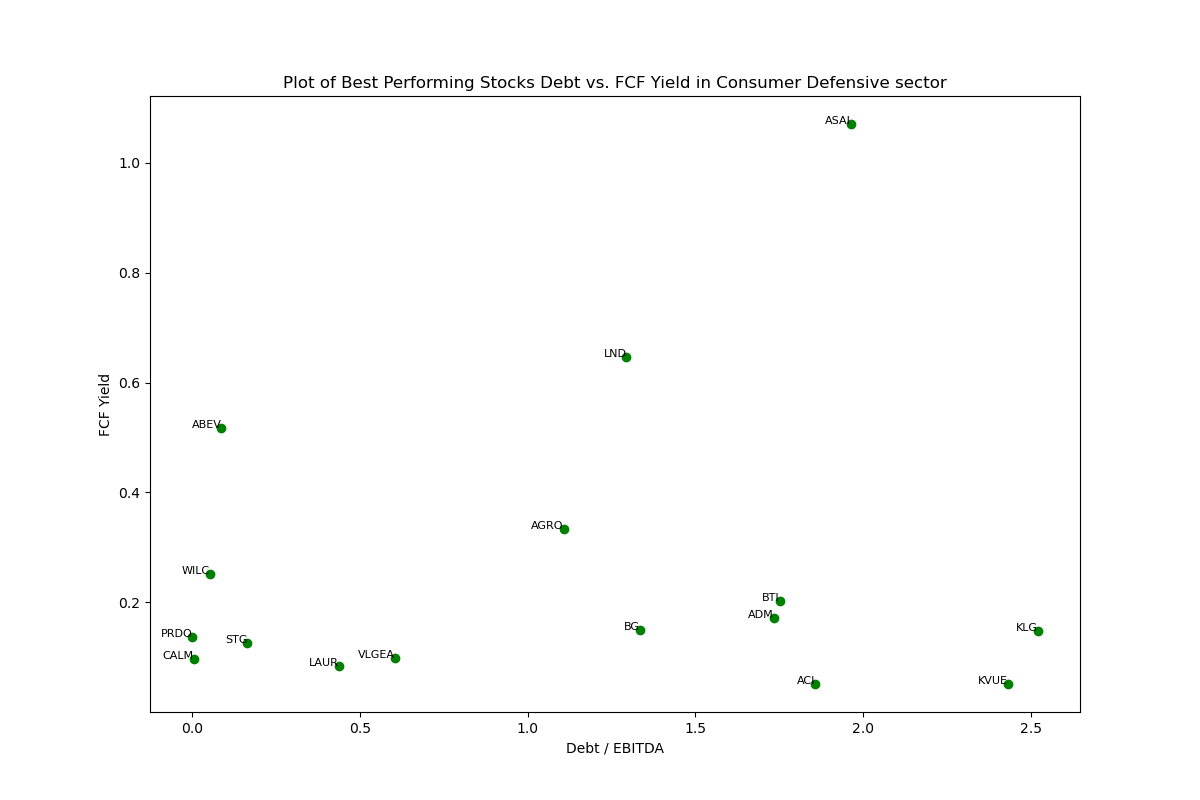 Plot of Best Performing Stocks Debt vs. FCF Yield in Consumer Defensive sector
ASAI
1.0
0.8
LND
0.6
FCF Yield
ABEV
0.4
AGRO
WILC
BTI
0.2
ADM
BG
KLG
PRDO
STG
CALM
VLGEA
LAUR
ACI
KVUE
0.0
0.5
1.0
1.5
2.0
2.5
Debt / EBITDA